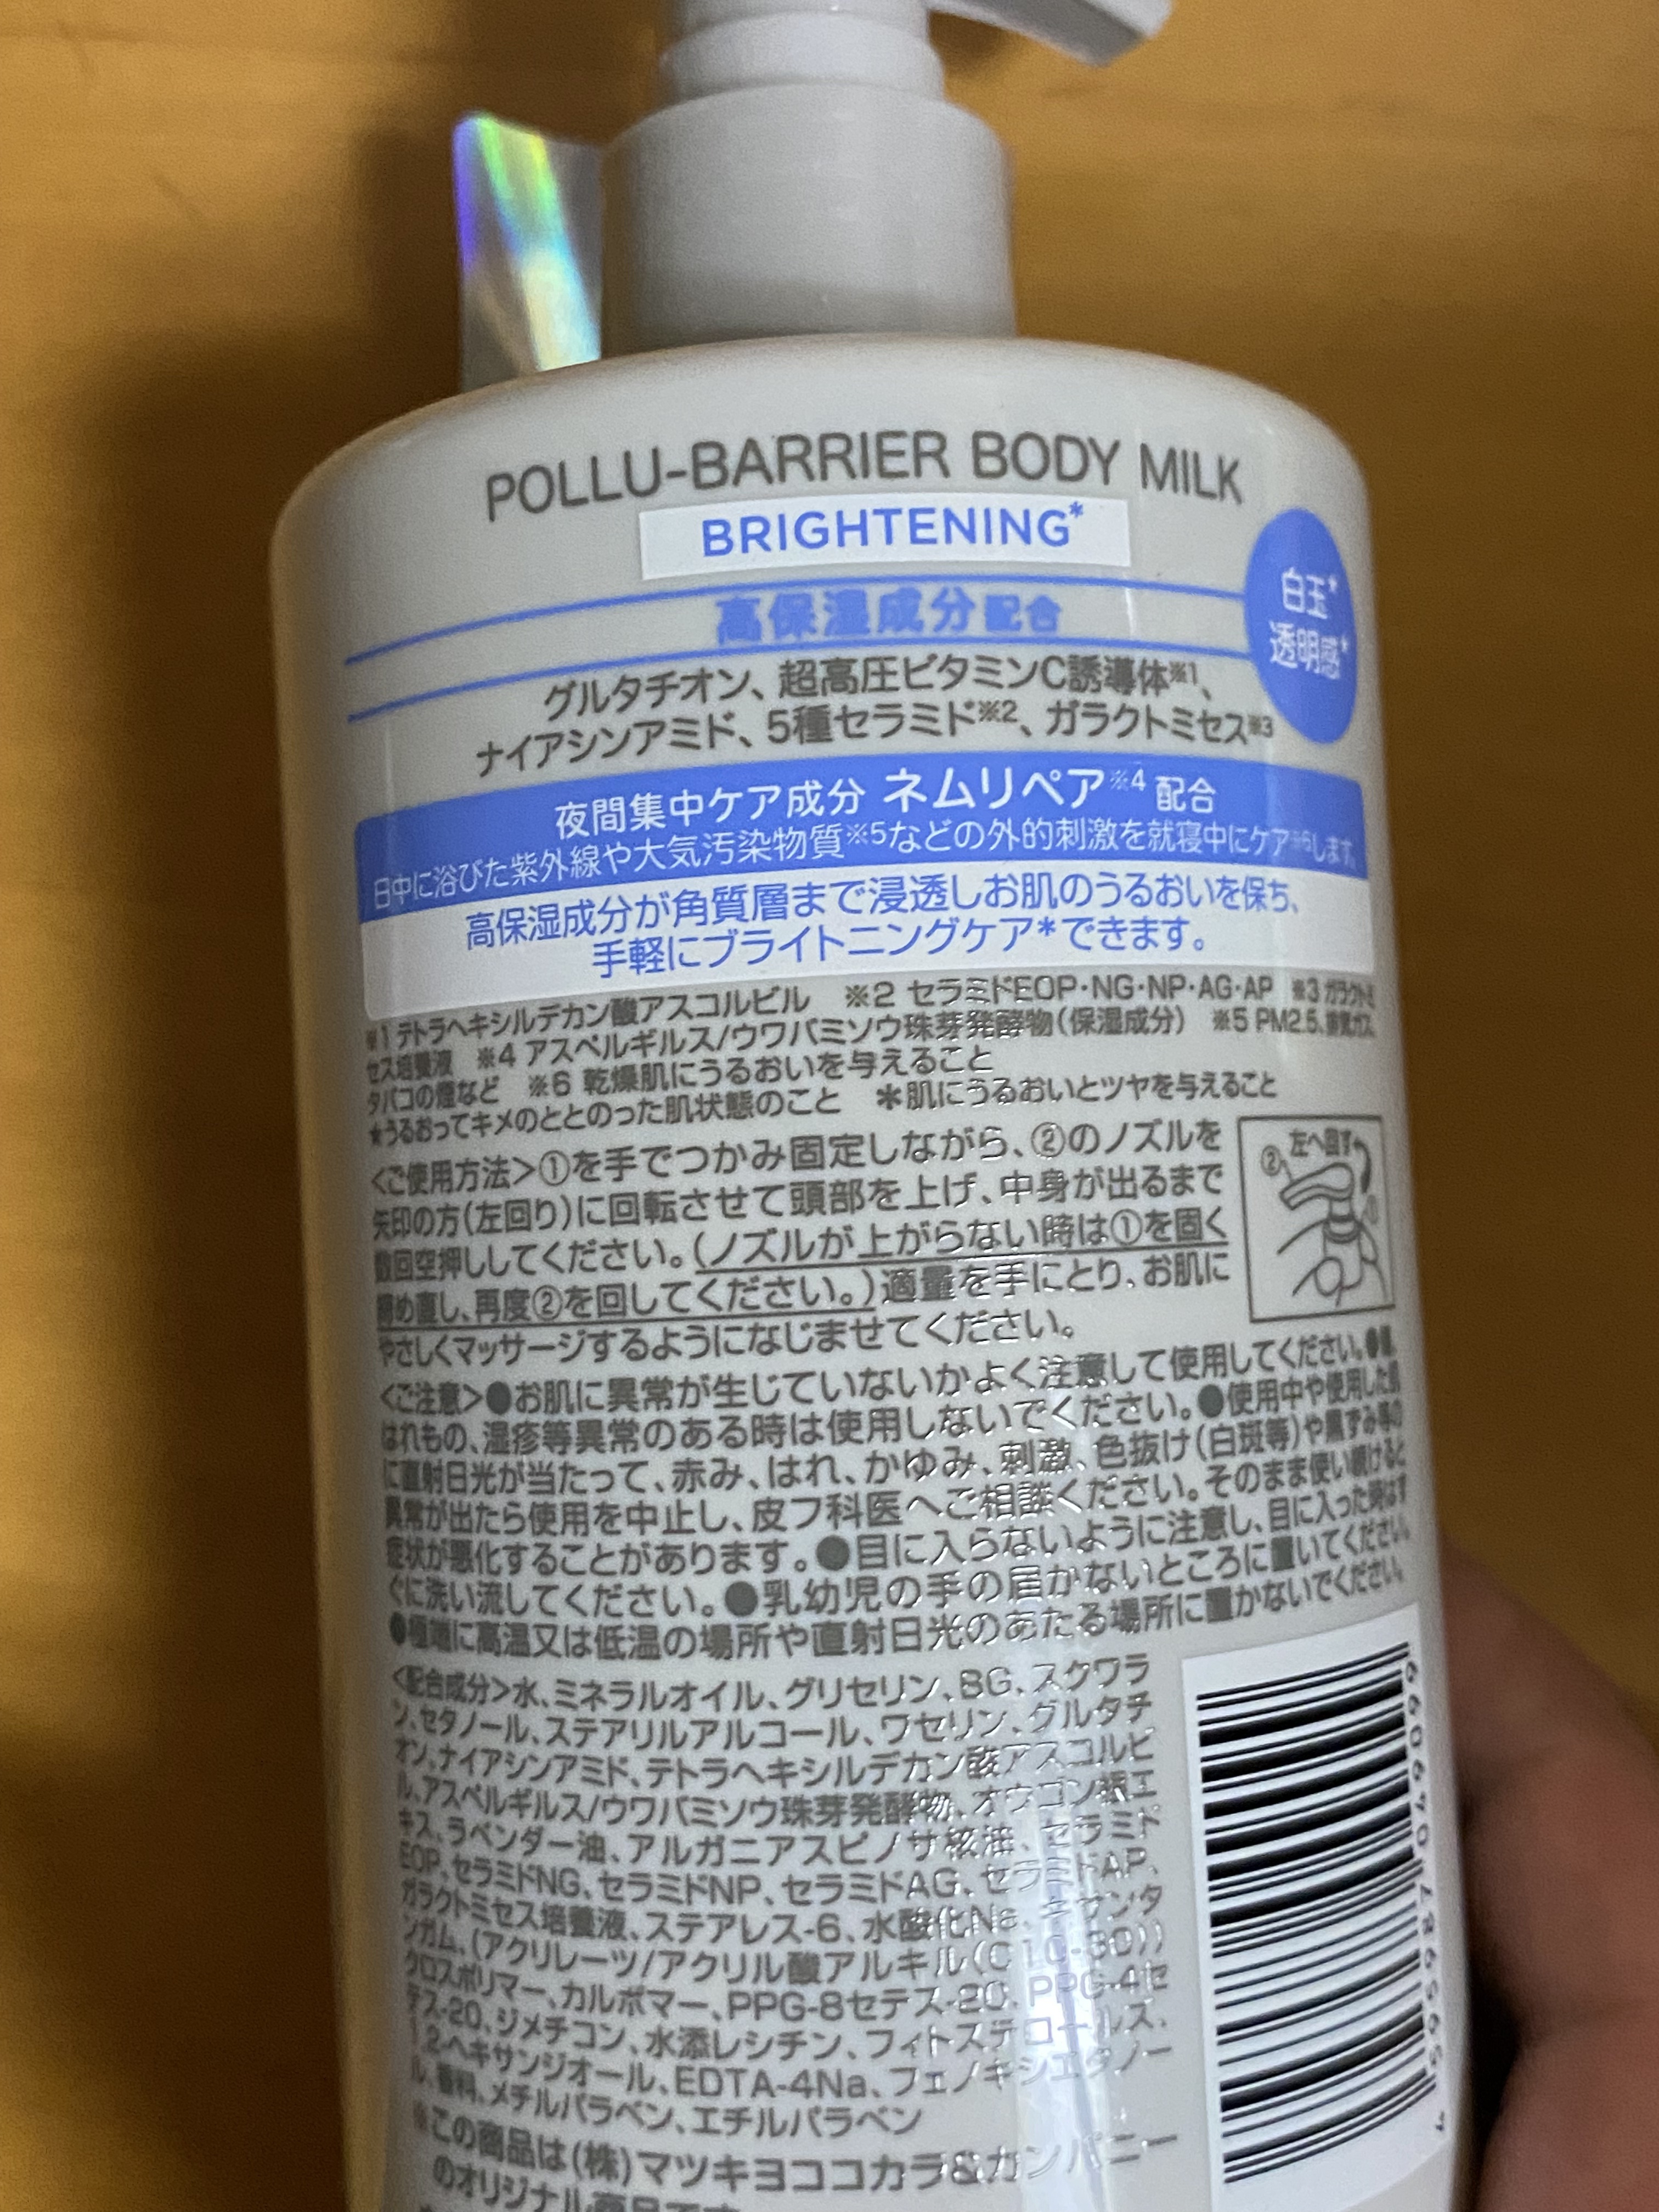 POLLU-BARRIER BODY MILK
BRIGHTENING*
白玉*
透明感*
高保湿成分配合
グルタチオン、超高圧ビタミンC誘導体※1、
ナイアシンアミド、5種セラミド※2、ガラクトミセス※3
夜間集中ケア成分 ネムリペア※4 配合
日中に浴びた紫外線や大気汚染物質※5などの外的刺激を就寝中にケア※6します。
高保湿成分が角質層まで浸透しお肌のうるおいを保ち、
手軽にブライトニングケア*できます。
※1 テトラヘキシルデカン酸アスコルビル ※2 セラミドEOP・NG・NP・AG・AP ※3 ガラクトミ
セス培養液 ※4 アスペルギルス/ウワバミソウ珠芽発酵物(保湿成分) ※5 PM2.5、排気ガス、
タバコの煙など ※6 乾燥肌にうるおいを与えること
★うるおってキメのととのった肌状態のこと *肌にうるおいとツヤを与えること
<ご使用方法>①を手でつかみ固定しながら、②のノズルを
矢印の方(左回り)に回転させて頭部を上げ、中身が出るまで
数回空押ししてください。(ノズルが上がらない時は①を固く
締め直し、再度②を回してください。)適量を手にとり、お肌に
やさしくマッサージするようになじませてください。
左へ回す
②
①
<ご注意>●お肌に異常が生じていないかよく注意して使用してください。●傷、
はれもの、湿疹等異常のある時は使用しないでください。●使用中や使用した肌
に直射日光が当たって、赤み、はれ、かゆみ、刺激、色抜け(白斑等)や黒ずみ等の
異常が出たら使用を中止し、皮フ科医へご相談ください。そのまま使い続けると
症状が悪化することがあります。●目に入らないように注意し、目に入った時はす
ぐに洗い流してください。●乳幼児の手の届かないところに置いてください。
●極端に高温又は低温の場所や直射日光のあたる場所に置かないでください。
<配合成分>水、ミネラルオイル、グリセリン、BG、スクワラ
ン、セタノール、ステアリルアルコール、ワセリン、グルタチ
オン、ナイアシンアミド、テトラヘキシルデカン酸アスコルビ
ル、アスペルギルス/ウワバミソウ珠芽発酵物、オウゴン根エ
キス、ラベンダー油、アルガニアスピノサ核油、セラミド
EOP、セラミドNG、セラミドNP、セラミドAG、セラミドAP、
ガラクトミセス培養液、ステアレス-6、水酸化Na、キサンタ
ンガム、(アクリレーツ/アクリル酸アルキル(C10-30))
クロスポリマー、カルボマー、PPG-8セテス-20、PPG-4セ
テス-20、ジメチコン、水添レシチン、フィトステロールズ、
1,2-ヘキサンジオール、EDTA-4Na、フェノキシエタノー
ル、香料、メチルパラベン、エチルパラベン
※この商品は(株)マツキヨココカラ&カンパニー
のオリジナル商品です